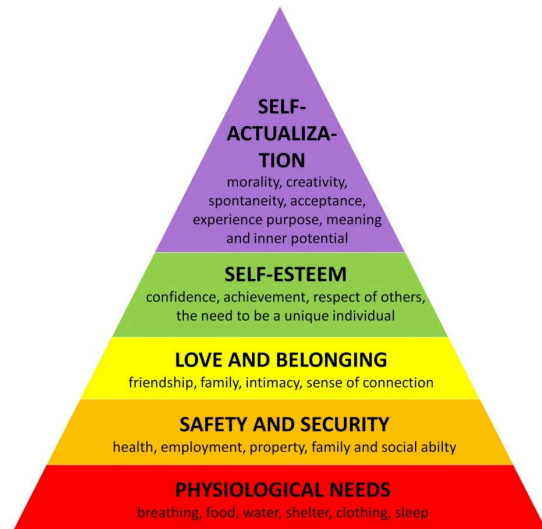 SELF-
ACTUALIZA-
TION
morality, creativity,
spontaneity, acceptance,
experience purpose, meaning
and inner potential
SELF-ESTEEM
confidence, achievement, respect of others,
the need to be a unique individual
LOVE AND BELONGING
friendship, family, intimacy, sense of connection
SAFETY AND SECURITY
health, employment, property, family and social abilty
PHYSIOLOGICAL NEEDS
breathing, food, water, shelter, clothing, sleep